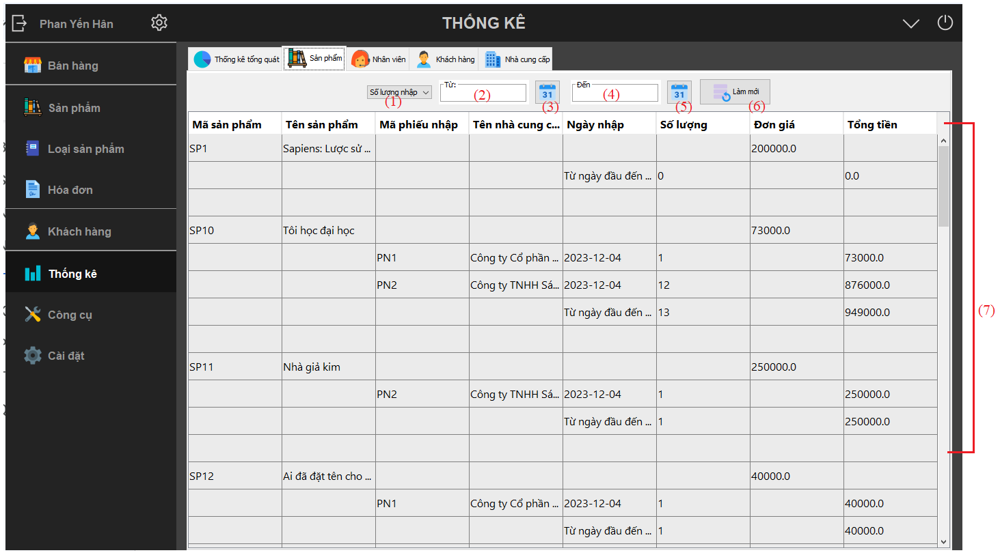 Phan Yến Hân
THỐNG KÊ
Bán hàng
Sản phẩm
Loại sản phẩm
Hóa đơn
Khách hàng
Thống kê
Công cụ
Cài đặt
Thống kê tổng quát Sản phẩm Nhân viên Khách hàng Nhà cung cấp
Số lượng nhập Từ: 31 Đến 31 Làm mới
(1) (2) (3) (4) (5) (6)
Mã sản phẩm Tên sản phẩm Mã phiếu nhập Tên nhà cung c... Ngày nhập Số lượng Đơn giá Tổng tiền
SP1 Sapiens: Lược sử ... 200000.0
Từ ngày đầu đến ... 0 0.0
SP10 Tôi học đại học 73000.0
PN1 Công ty Cổ phần ... 2023-12-04 1 73000.0
PN2 Công ty TNHH Sá... 2023-12-04 12 876000.0
Từ ngày đầu đến ... 13 949000.0
(7)
SP11 Nhà giả kim 250000.0
PN2 Công ty TNHH Sá... 2023-12-04 1 250000.0
Từ ngày đầu đến ... 1 250000.0
SP12 Ai đã đặt tên cho ... 40000.0
PN1 Công ty Cổ phần ... 2023-12-04 1 40000.0
Từ ngày đầu đến ... 1 40000.0